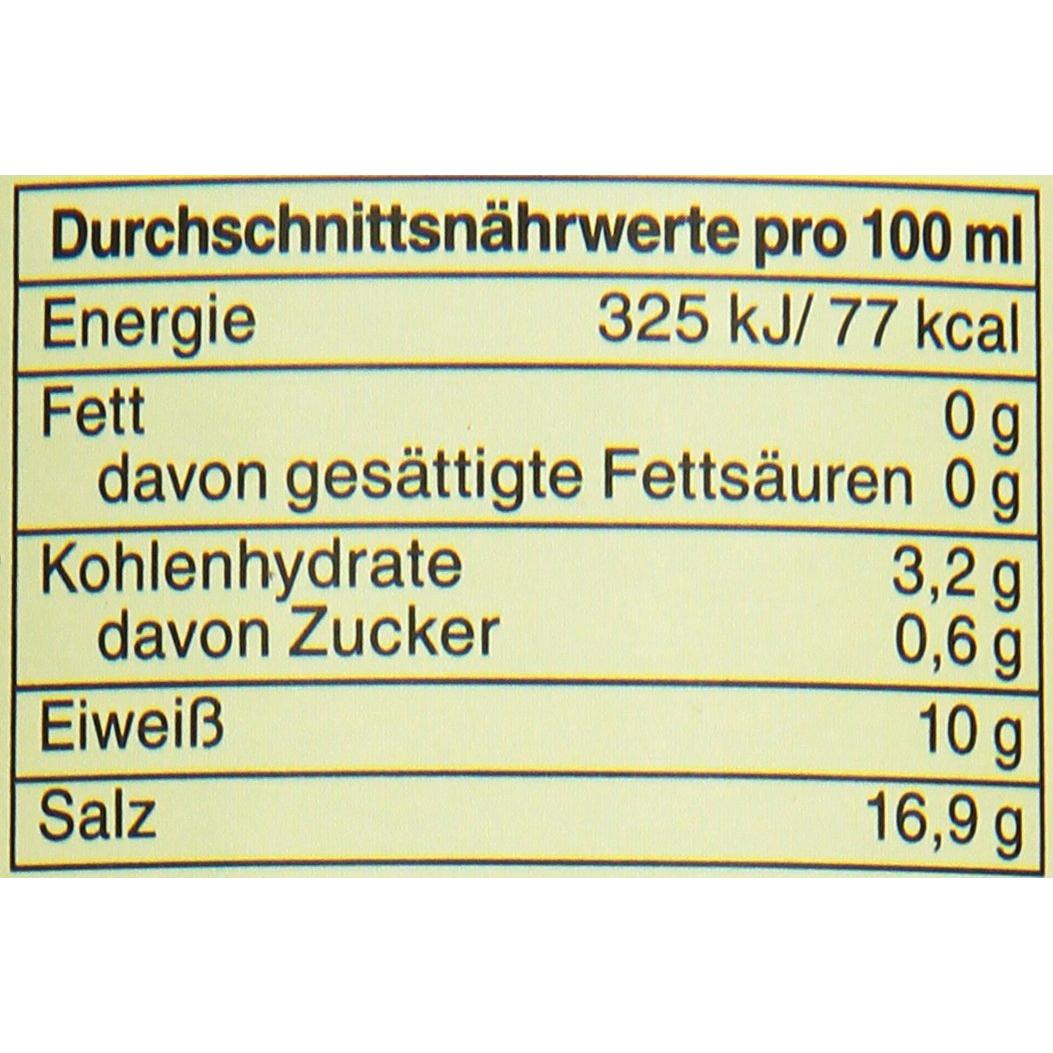 Durchschnittsnährwerte pro 100 ml
Energie 325 kJ/ 77 kcal
Fett 0 g
davon gesättigte Fettsäuren 0 g
Kohlenhydrate 3,2 g
davon Zucker 0,6 g
Eiweiß 10 g
Salz 16,9 g